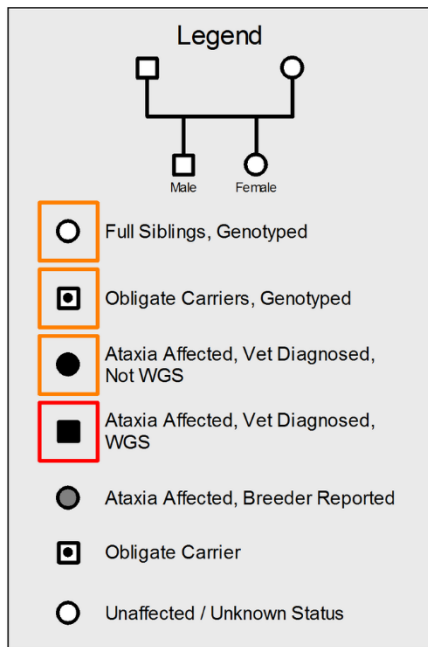 Legend
Male Female
Full Siblings, Genotyped
Obligate Carriers, Genotyped
Ataxia Affected, Vet Diagnosed,
Not WGS
Ataxia Affected, Vet Diagnosed,
WGS
Ataxia Affected, Breeder Reported
Obligate Carrier
Unaffected / Unknown Status